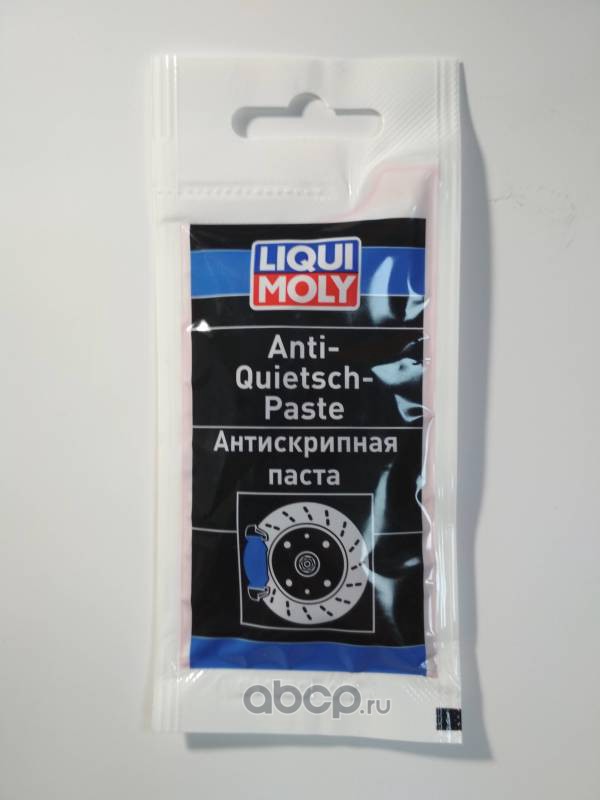 LIQUI
MOLY
Anti-
Quietsch-
Paste
Антискрипная
паста
abcp.ru